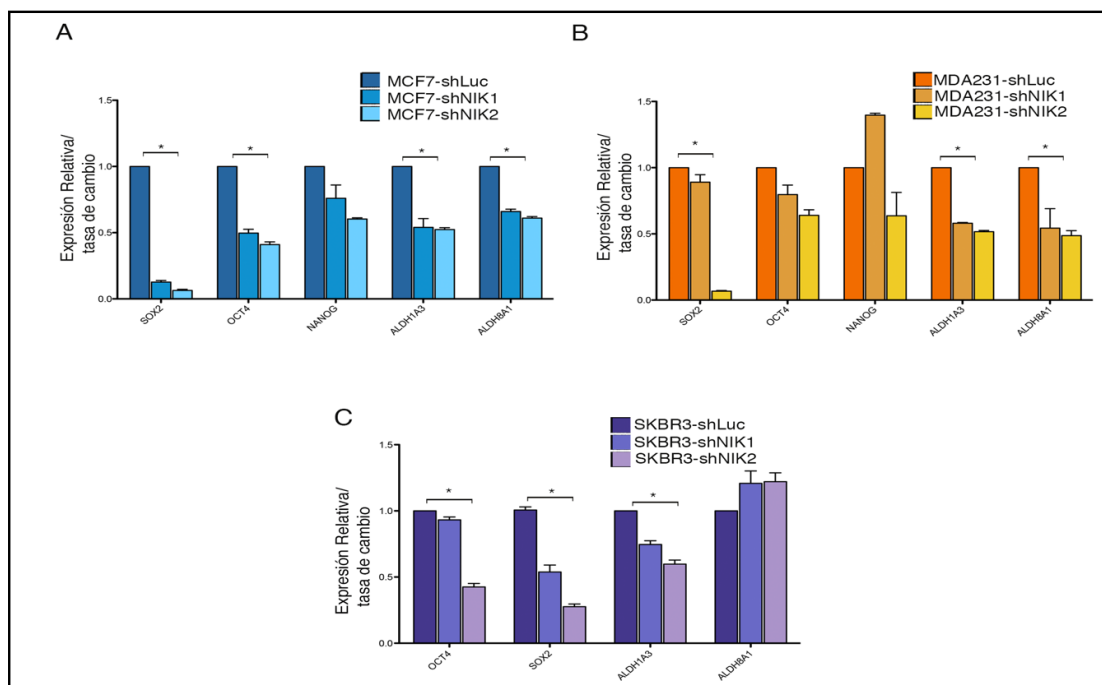 A
MCF7-shLuc
MCF7-shNIK1
MCF7-shNIK2
Expresión Relativa/
tasa de cambio
1.5
1.0
0.5
0.0
*
*
*
*
SOX2
OCT4
NANOG
ALDH1A3
ALDH8A1
B
MDA231-shLuc
MDA231-shNIK1
MDA231-shNIK2
Expresión Relativa/
tasa de cambio
1.5
1.0
0.5
0.0
*
*
*
SOX2
OCT4
NANOG
ALDH1A3
ALDH8A1
C
SKBR3-shLuc
SKBR3-shNIK1
SKBR3-shNIK2
Expresión Relativa/
tasa de cambio
1.5
1.0
0.5
0.0
*
*
*
OCT4
SOX2
ALDH1A3
ALDH8A1